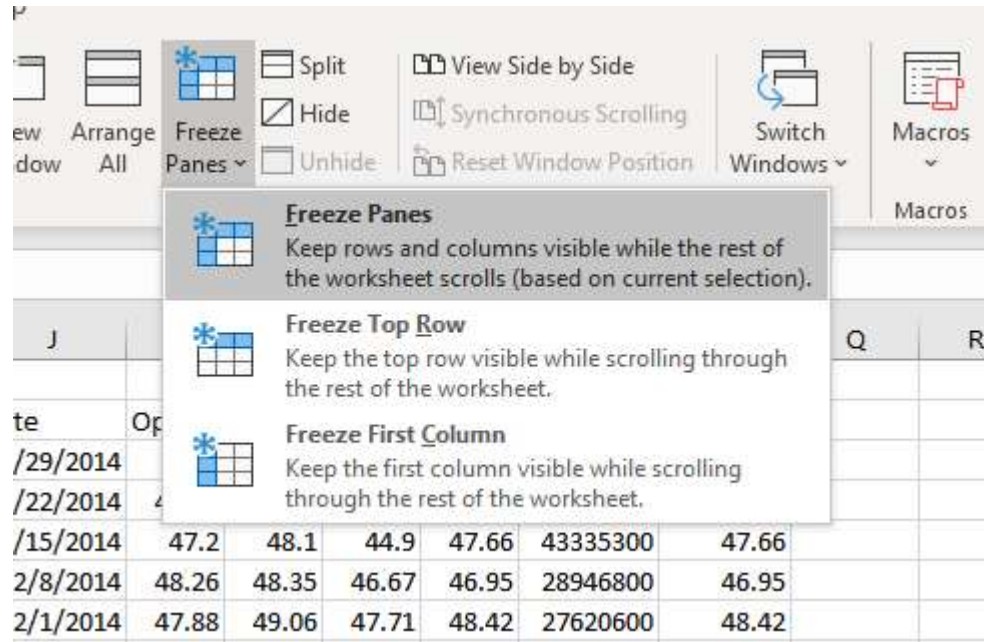 Split
View Side by Side
Hide
Synchronous Scrolling
Arrange Freeze Switch Macros
All Panes Unhide Reset Window Position Windows
Macros
Freeze Panes
Keep rows and columns visible while the rest of
the worksheet scrolls (based on current selection).
Freeze Top Row
Keep the top row visible while scrolling through
the rest of the worksheet.
Freeze First Column
Keep the first column visible while scrolling
through the rest of the worksheet.
J Q R
te Op
/29/2014
/22/2014 4
/15/2014 47.2 48.1 44.9 47.66 43335300 47.66
2/8/2014 48.26 48.35 46.67 46.95 28946800 46.95
2/1/2014 47.88 49.06 47.71 48.42 27620600 48.42